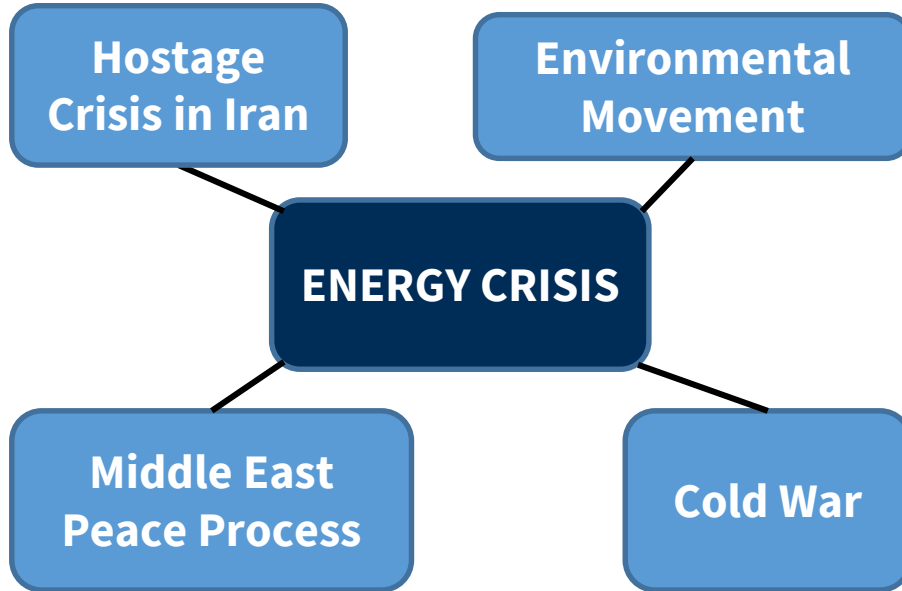 Hostage
Crisis in Iran
Environmental
Movement
ENERGY CRISIS
Middle East
Peace Process
Cold War